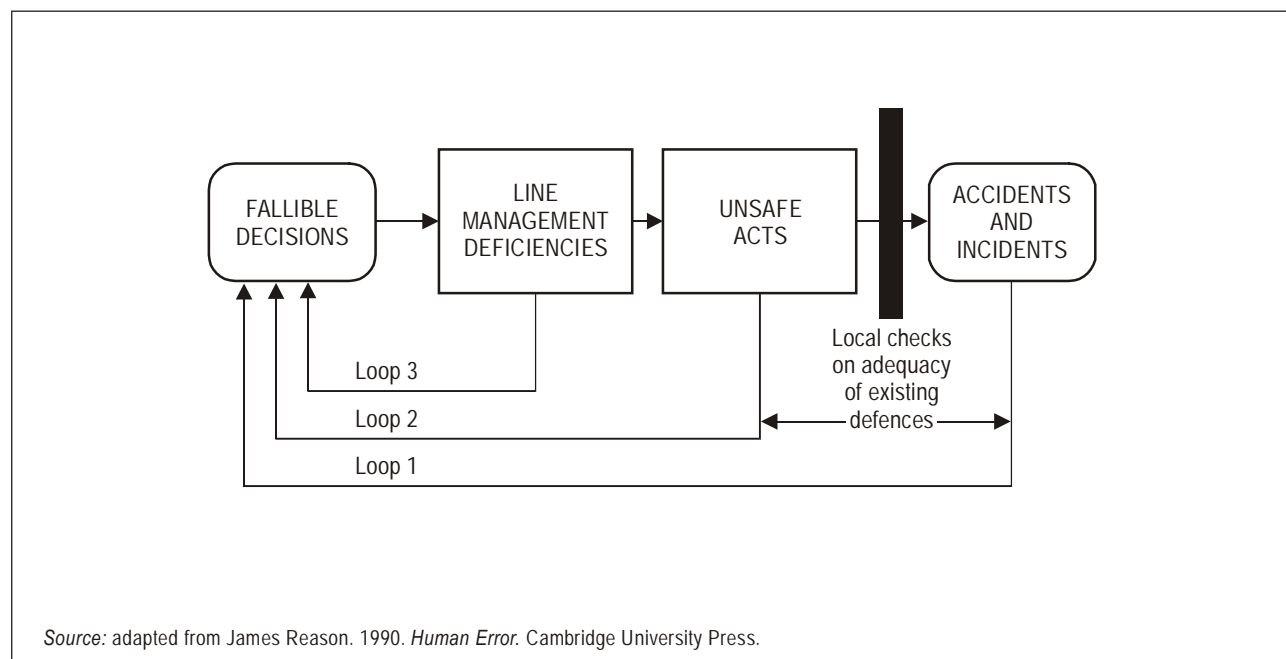 FALLIBLE
DECISIONS
LINE
MANAGEMENT
DEFICIENCIES
UNSAFE
ACTS
ACCIDENTS
AND
INCIDENTS
Local checks
on adequacy
of existing
defences
Loop 3
Loop 2
Loop 1
Source: adapted from James Reason. 1990. Human Error. Cambridge University Press.